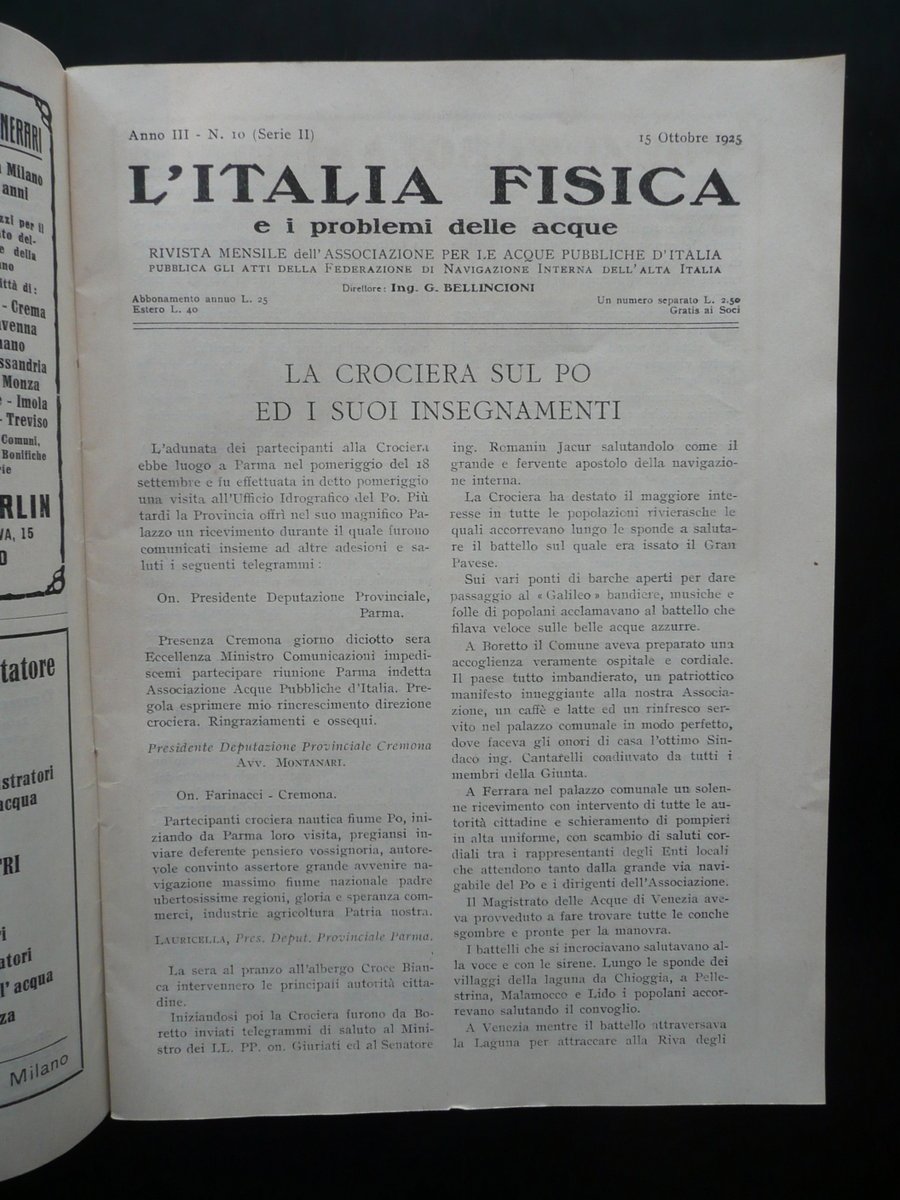 NERARI
Milano
anni
zzi per il
to del-
e della
no
ittà di:
- Crema
venna
nano
ssandria
Monza
e - Imola
- Treviso
Comuni,
Bonifiche
rie
RLIN
VA, 15
O
tatore
stratori
acqua
TRI
ri
atori
l'acqua
za
Milano
Anno III - N. 10 (Serie II)
15 Ottobre 1925
L'ITALIA FISICA
e i problemi delle acque
RIVISTA MENSILE dell'ASSOCIAZIONE PER LE ACQUE PUBBLICHE D'ITALIA
PUBBLICA GLI ATTI DELLA FEDERAZIONE DI NAVIGAZIONE INTERNA DELL'ALTA ITALIA
Direttore: Ing. G. BELLINCIONI
Abbonamento annuo L. 25
Estero L. 40
Un numero separato L. 2.50
Gratis ai Soci
LA CROCIERA SUL PO
ED I SUOI INSEGNAMENTI
L'adunata dei partecipanti alla Crociera
ebbe luogo a Parma nel pomeriggio del 18
settembre e fu effettuata in detto pomeriggio
una visita all'Ufficio Idrografico del Po. Più
tardi la Provincia offrì nel suo magnifico Pa-
lazzo un ricevimento durante il quale furono
comunicati insieme ad altre adesioni e sa-
luti i seguenti telegrammi:
On. Presidente Deputazione Provinciale,
Parma.
Presenza Cremona giorno diciotto sera
Eccellenza Ministro Comunicazioni impedi-
scemi partecipare riunione Parma indetta
Associazione Acque Pubbliche d'Italia. Pre-
gola esprimere mio rincrescimento direzione
crociera. Ringraziamenti e ossequi.
Presidente Deputazione Provinciale Cremona
Avv. MONTANARI.
On. Farinacci - Cremona.
Partecipanti crociera nautica fiume Po, ini-
ziando da Parma loro visita, pregiansi in-
viare deferente pensiero vossignoria, autore-
vole convinto assertore grande avvenire na-
vigazione massimo fiume nazionale padre
ubertosissime regioni, gloria e speranza com-
merci, industrie agricoltura Patria nostra.
LAURICELLA, Pres. Deput. Provinciale Parma.
La sera al pranzo all'albergo Croce Bian-
ca intervennero le principali autorità citta-
dine.
Iniziandosi poi la Crociera furono da Bo-
retto inviati telegrammi di saluto al Mini-
stro dei LL. PP. on. Giuriati ed al Senatore
ing. Romanin Jacur salutandolo come il
grande e fervente apostolo della navigazio-
ne interna.
La Crociera ha destato il maggiore inte-
resse in tutte le popolazioni rivierasche le
quali accorrevano lungo le sponde a saluta-
re il battello sul quale era issato il Gran
Pavese.
Sui vari ponti di barche aperti per dare
passaggio al « Galileo » bandiere, musiche e
folle di popolani acclamavano al battello che
filava veloce sulle belle acque azzurre.
A Boretto il Comune aveva preparato una
accoglienza veramente ospitale e cordiale.
Il paese tutto imbandierato, un patriottico
manifesto inneggiante alla nostra Associa-
zione, un caffè e latte ed un rinfresco ser-
vito nel palazzo comunale in modo perfetto,
dove faceva gli onori di casa l'ottimo Sin-
daco ing. Cantarelli coadiuvato da tutti i
membri della Giunta.
A Ferrara nel palazzo comunale un solen-
ne ricevimento con intervento di tutte le au-
torità cittadine e schieramento di pompieri
in alta uniforme, con scambio di saluti cor-
diali tra i rappresentanti degli Enti locali
che attendono tanto dalla grande via navi-
gabile del Po e i dirigenti dell'Associazione.
Il Magistrato delle Acque di Venezia ave-
va provveduto a fare trovare tutte le conche
sgombre e pronte per la manovra.
I battelli che si incrociavano salutavano al-
la voce e con le sirene. Lungo le sponde dei
villaggi della laguna da Chioggia, a Pelle-
strina, Malamocco e Lido i popolani accor-
revano salutando il convoglio.
A Venezia mentre il battello attraversava
la Laguna per attraccare alla Riva degli